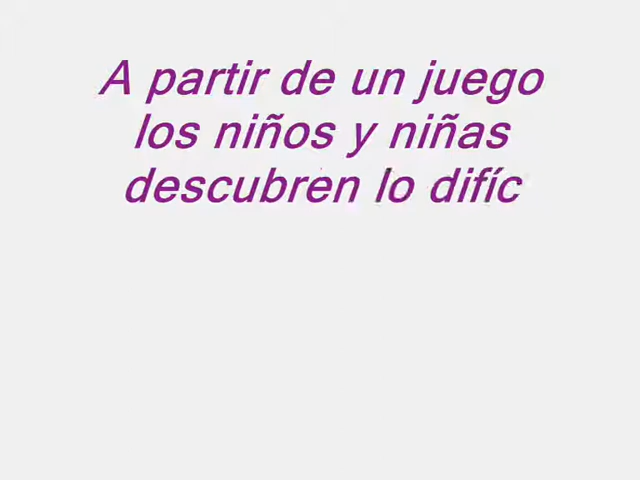 A partir de un juego
los niños y niñas
descubren lo difíc